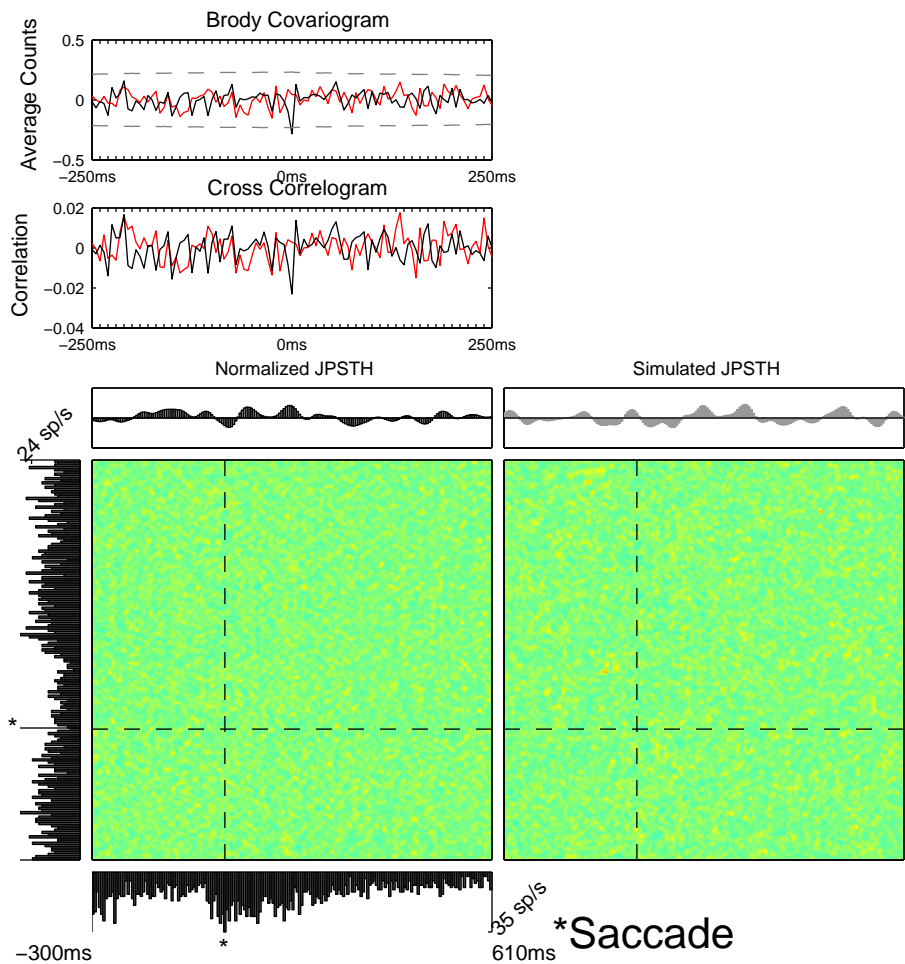 Brody Covariogram
Average Counts
0.5
0
−0.5
−250ms 0ms 250ms
Cross Correlogram
Correlation
0.02
0
−0.02
−0.04
−250ms 0ms 250ms
Normalized JPSTH
Simulated JPSTH
24 sp/s
*
*
35 sp/s
−300ms
610ms
*Saccade